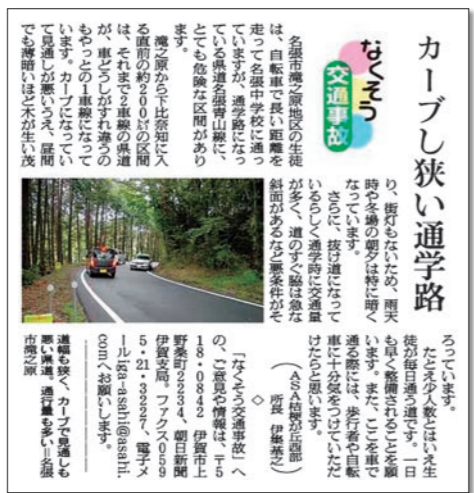 カーブし狭い通学路
なくそう
交通事故
名張市滝之原地区の生徒
は、自転車で長い距離を
走って名張中学校に通っ
ていますが、通学路になっ
ている県道名張青山線に、
とても危険な区間があり
ます。
滝之原から下比奈知に入
る直前の約200㍍の区間
は、それまで2車線の県道
が、車どうしがすれ違うの
もやっとの1車線になって
います。カーブになってい
て見通しが悪いうえ、昼間
でも薄暗いほど木が生い茂
り、街灯もないため、雨天
時や冬場の朝夕は特に暗く
なっています。
さらに、抜け道になって
いるらしく通学時に交通量
が多く、道のすぐ脇は急な
斜面があるなど悪条件がそ
ろっています。
たとえ少人数とはいえ生
徒が毎日通う道です。一日
も早く整備されることを願
います。また、ここを車で
通る際には、歩行者や自転
車に十分気をつけていただ
けたらと思います。
(ASA桔梗が丘西部
所長 伊集基之)
◇
「なくそう交通事故」へ
の、ご意見や情報は、〒5
18・0842 伊賀市上
野桑町2234、朝日新聞
伊賀支局。ファクス059
5・21・3227、電子メ
ールiga-asahi@asahi.
comへお願いします。
道幅も狭く、カーブで見通しも
悪い県道。通行量も多い=名張
市滝之原